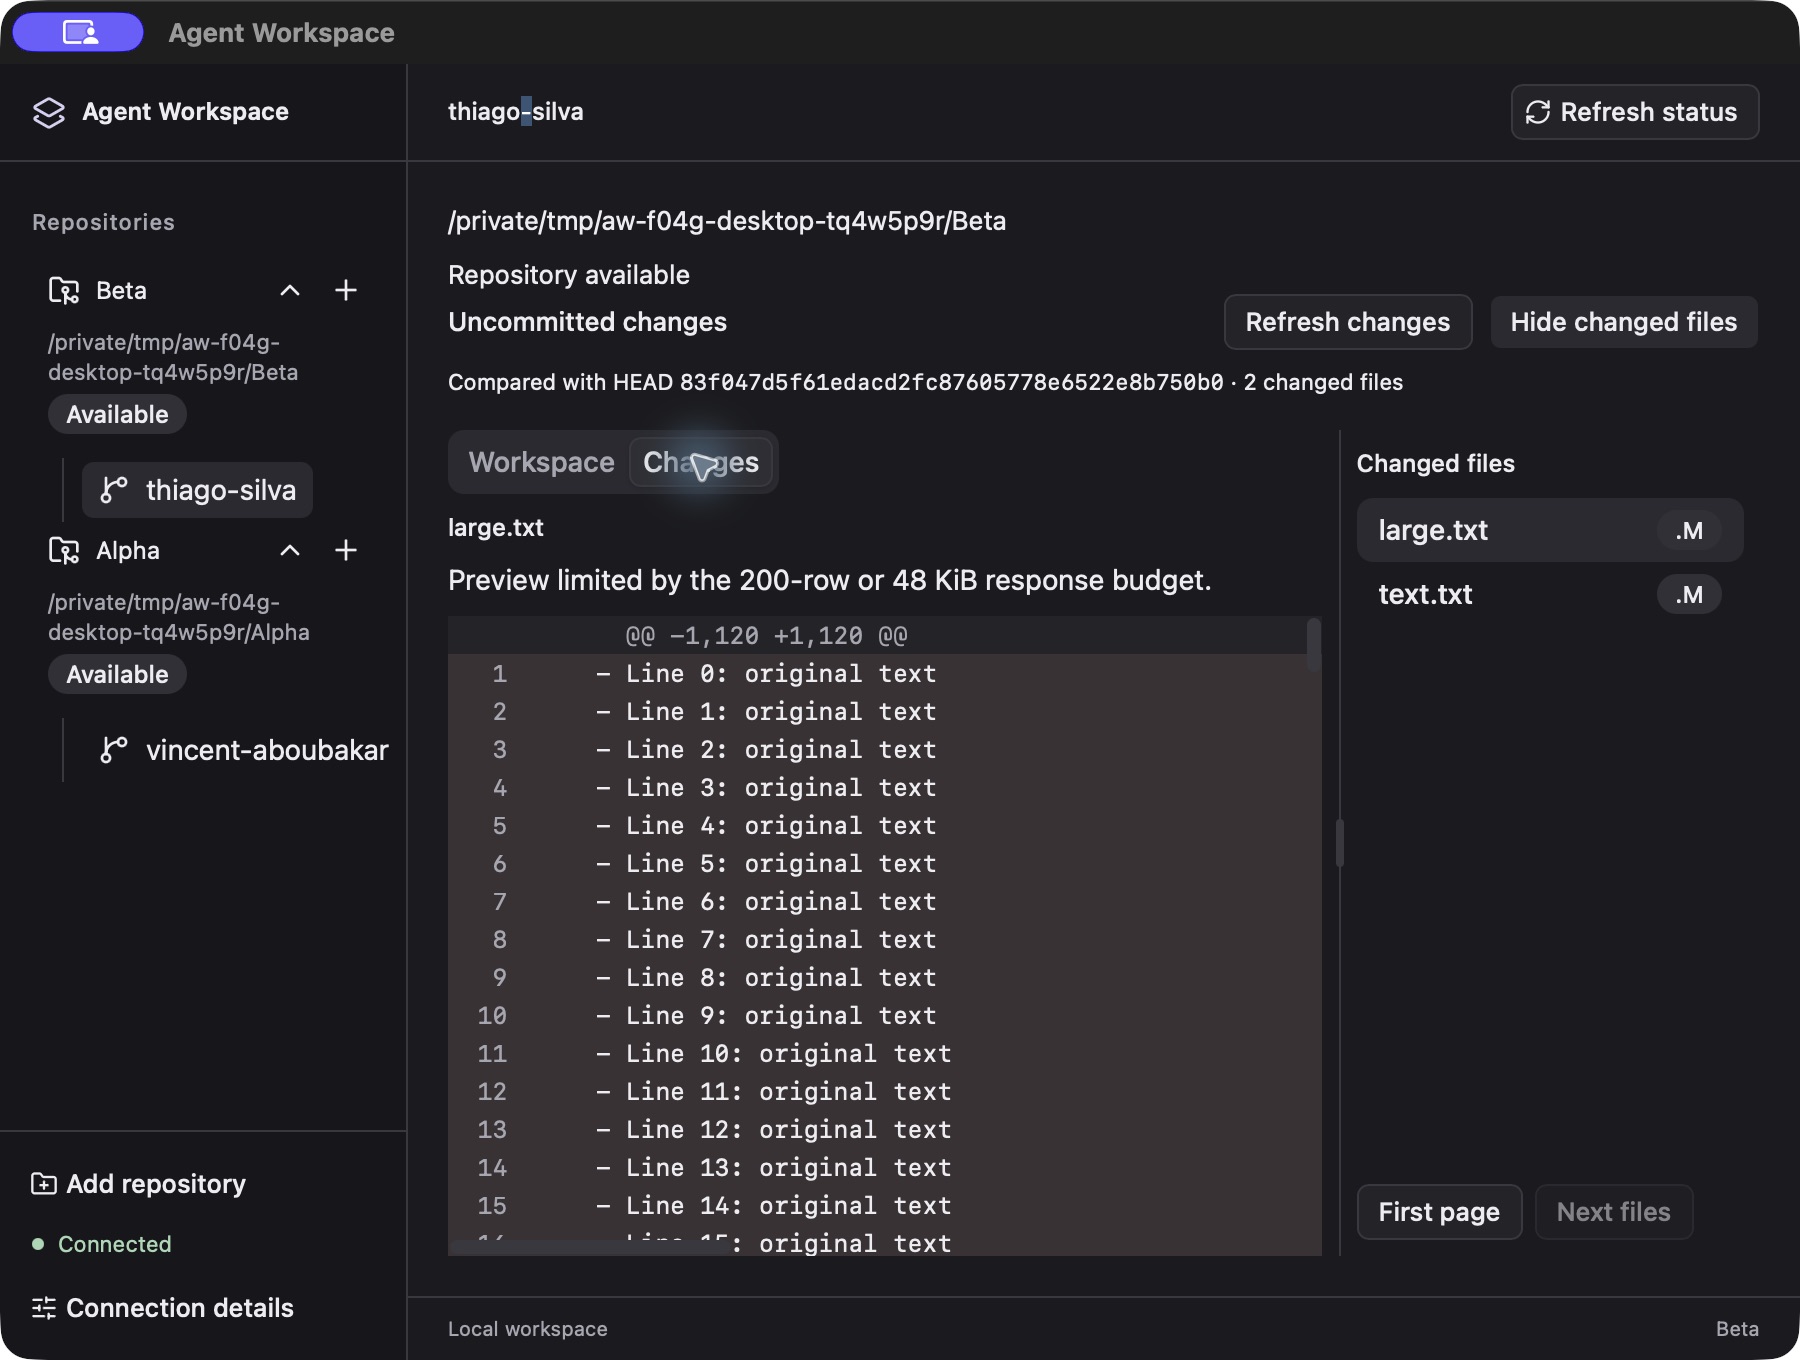 Agent Workspace
Agent Workspace
thiago-silva
Refresh status
Repositories
Beta
/private/tmp/aw-f04g-
desktop-tq4w5p9r/Beta
Available
thiago-silva
Alpha
/private/tmp/aw-f04g-
desktop-tq4w5p9r/Alpha
Available
vincent-aboubakar
Add repository
Connected
Connection details
/private/tmp/aw-f04g-desktop-tq4w5p9r/Beta
Repository available
Uncommitted changes
Refresh changes
Hide changed files
Compared with HEAD 83f047d5f61edacd2fc87605778e6522e8b750b0 · 2 changed files
Workspace
Changes
large.txt
Preview limited by the 200-row or 48 KiB response budget.
@@ −1,120 +1,120 @@
1 − Line 0: original text
2 − Line 1: original text
3 − Line 2: original text
4 − Line 3: original text
5 − Line 4: original text
6 − Line 5: original text
7 − Line 6: original text
8 − Line 7: original text
9 − Line 8: original text
10 − Line 9: original text
11 − Line 10: original text
12 − Line 11: original text
13 − Line 12: original text
14 − Line 13: original text
15 − Line 14: original text
16 − Line 15: original text
Changed files
large.txt .M
text.txt .M
First page
Next files
Local workspace
Beta